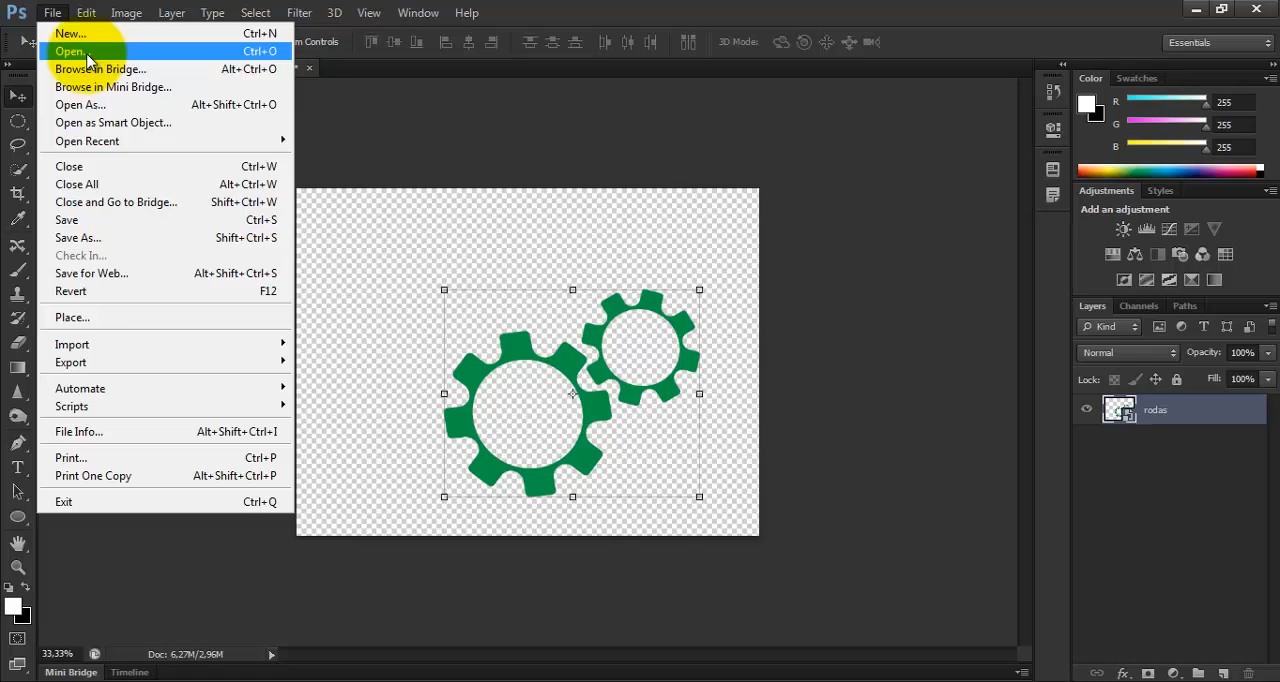 Ps File Edit Image Layer Type Select Filter 3D View Window Help
m Controls 3D Mode: Essentials
New... Ctrl+N
Open... Ctrl+O
Browse in Bridge... Alt+Ctrl+O
Browse in Mini Bridge...
Open As... Alt+Shift+Ctrl+O
Open as Smart Object...
Open Recent
Close Ctrl+W
Close All Alt+Ctrl+W
Close and Go to Bridge... Shift+Ctrl+W
Save Ctrl+S
Save As... Shift+Ctrl+S
Check In...
Save for Web... Alt+Shift+Ctrl+S
Revert F12
Place...
Import
Export
Automate
Scripts
File Info... Alt+Shift+Ctrl+I
Print... Ctrl+P
Print One Copy Alt+Shift+Ctrl+P
Exit Ctrl+Q
Color Swatches
R 255
G 255
B 255
Adjustments Styles
Add an adjustment
Layers Channels Paths
Kind
Normal Opacity: 100%
Lock: Fill: 100%
rodas
33,33% Doc: 6,27M/2,96M
Mini Bridge Timeline